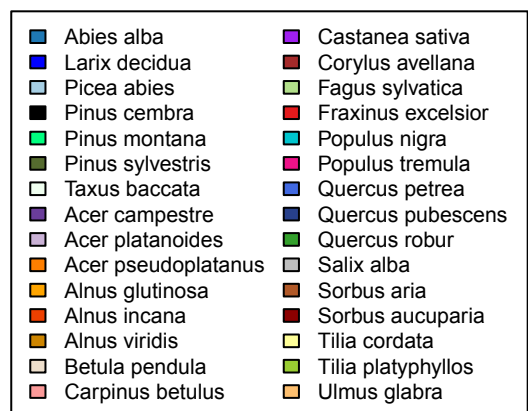 Abies alba
Larix decidua
Picea abies
Pinus cembra
Pinus montana
Pinus sylvestris
Taxus baccata
Acer campestre
Acer platanoides
Acer pseudoplatanus
Alnus glutinosa
Alnus incana
Alnus viridis
Betula pendula
Carpinus betulus
Castanea sativa
Corylus avellana
Fagus sylvatica
Fraxinus excelsior
Populus nigra
Populus tremula
Quercus petrea
Quercus pubescens
Quercus robur
Salix alba
Sorbus aria
Sorbus aucuparia
Tilia cordata
Tilia platyphyllos
Ulmus glabra